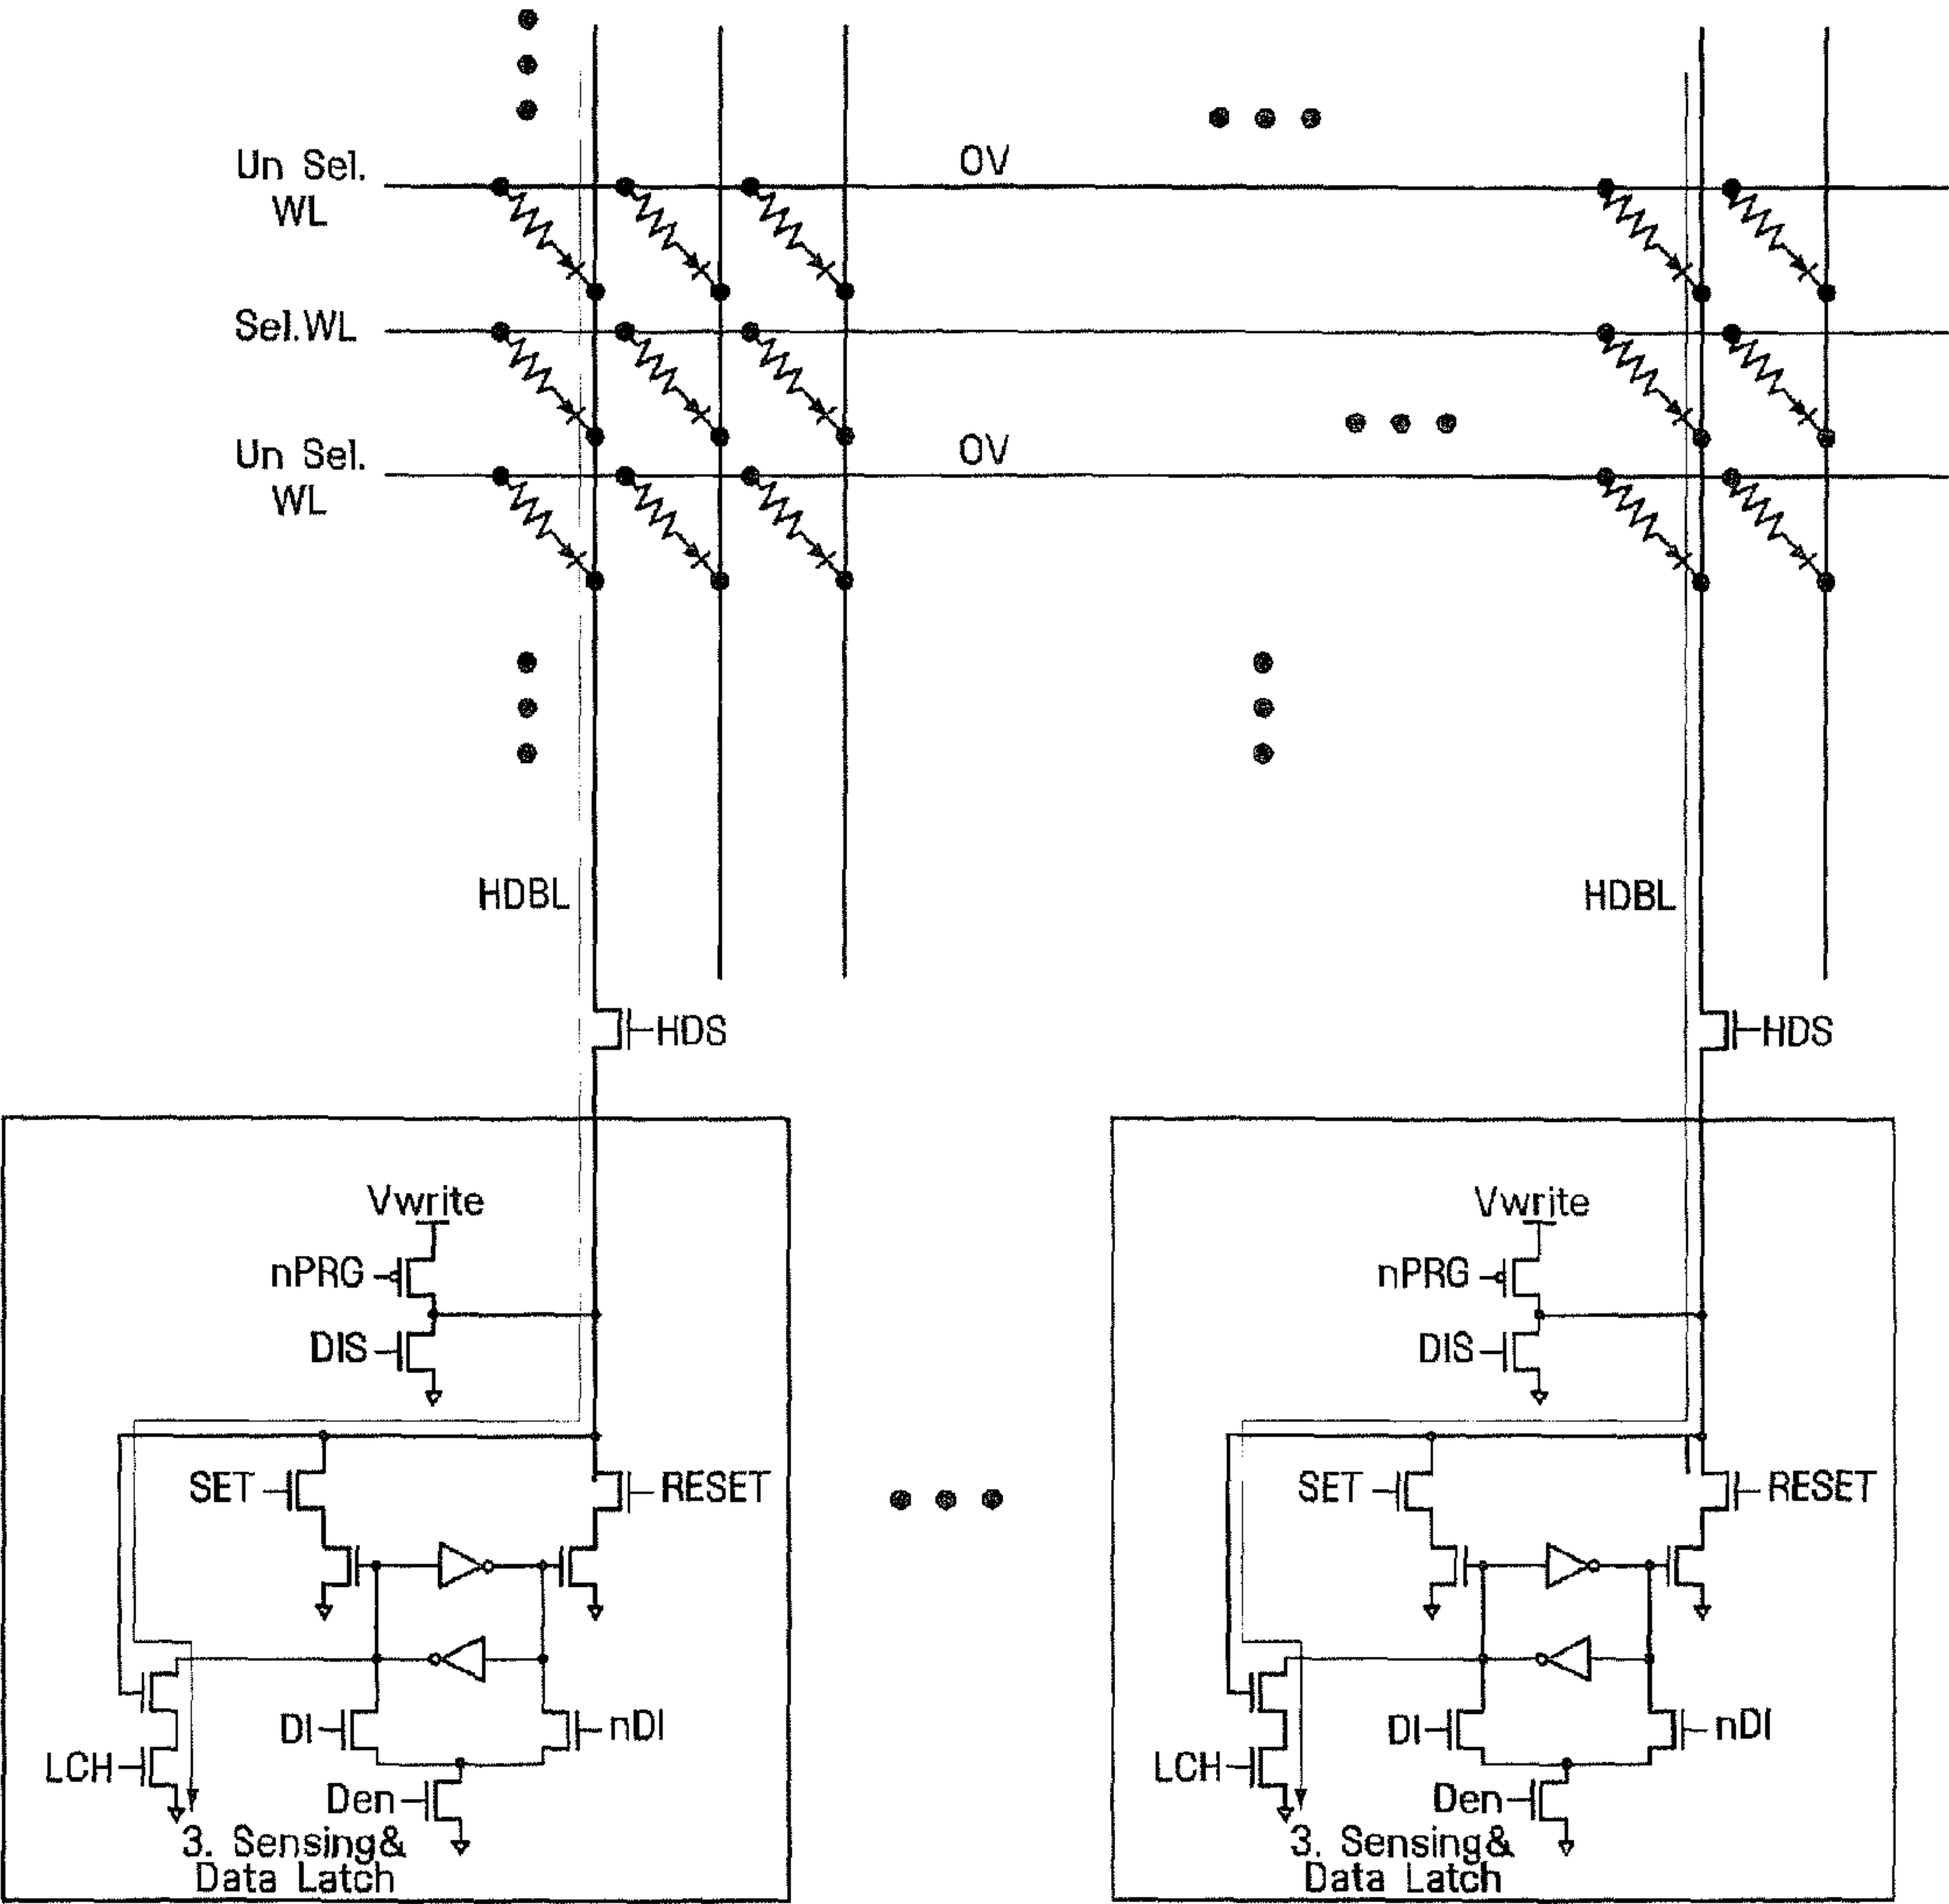 Un Sel.
WL
0V
Sel.WL
Un Sel.
WL
0V
HDBL
HDBL
HDS
HDS
Vwrite
nPRG
DIS
SET
RESET
DI
nDI
LCH
Den
3. Sensing&
Data Latch
Vwrite
nPRG
DIS
SET
RESET
DI
nDI
LCH
Den
3. Sensing&
Data Latch